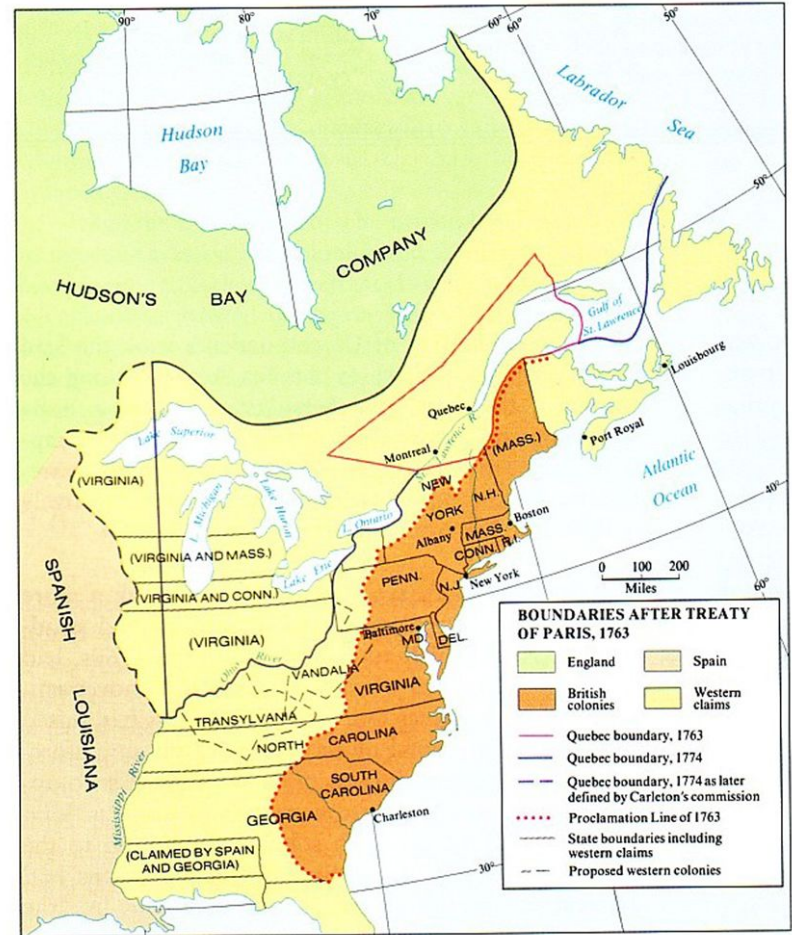 90°
80°
70°
60°
60°
50°
Labrador
Sea
Hudson
Bay
50°
COMPANY
HUDSON'S
BAY
Gulf of
St. Lawrence
Louisbourg
Quebec
Lawrence R.
Port Royal
Lake Superior
Montreal
(MASS.)
(VIRGINIA)
NEW
Atlantic
Ocean
40°
L. Michigan
Lake Huron
N.H.
YORK
L. Ontario
Boston
Albany
MASS.
(VIRGINIA AND MASS.)
CONN.
R.I.
Lake Erie
PENN.
0 100 200
Miles
60°
SPANISH
(VIRGINIA AND CONN.)
N.J.
New York
(VIRGINIA)
Baltimore
MD.
DEL.
Ohio River
VANDALIA
VIRGINIA
LOUISIANA
TRANSYLVANIA
NORTH
CAROLINA
Mississippi River
SOUTH
CAROLINA
GEORGIA
Charleston
(CLAIMED BY SPAIN
AND GEORGIA)
30°
BOUNDARIES AFTER TREATY
OF PARIS, 1763
England
Spain
British
colonies
Western
claims
Quebec boundary, 1763
Quebec boundary, 1774
Quebec boundary, 1774 as later
defined by Carleton's commission
Proclamation Line of 1763
State boundaries including
western claims
Proposed western colonies